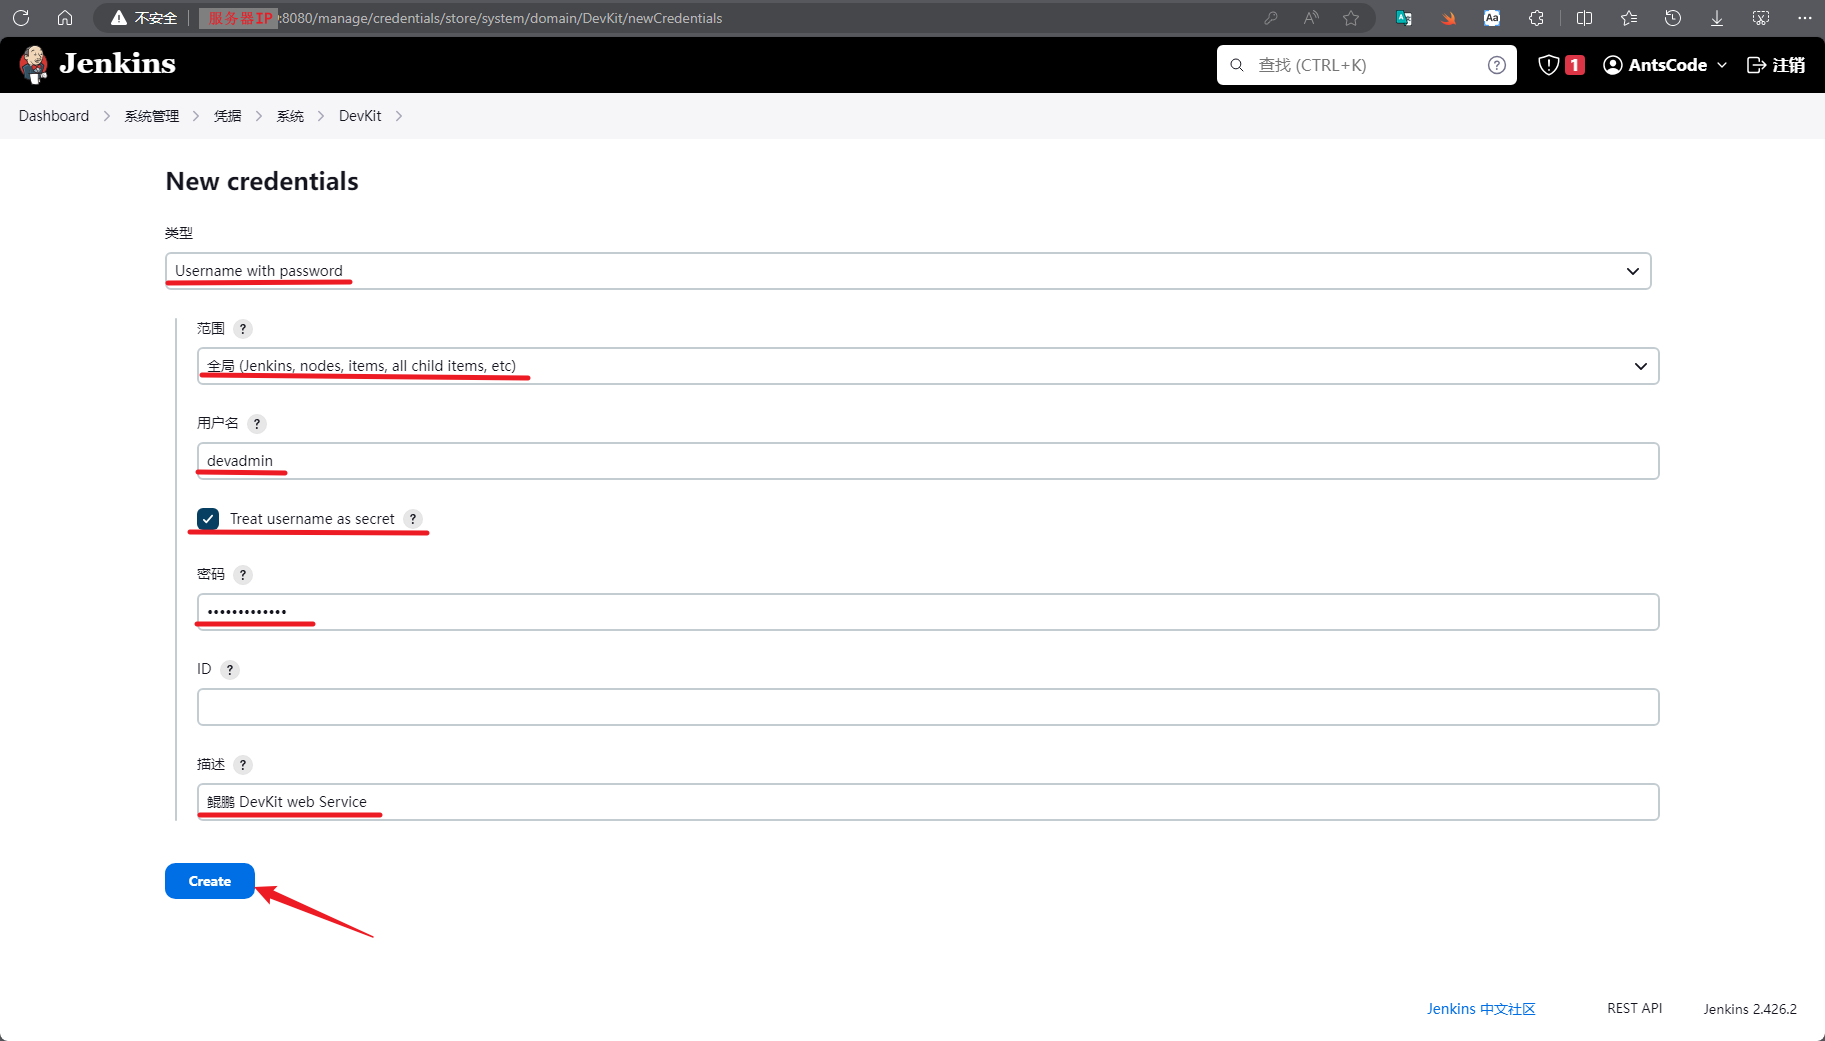 不安全 服务器IP:8080/manage/credentials/store/system/domain/DevKit/newCredentials
Jenkins 查找 (CTRL+K) 1 AntsCode 注销
Dashboard 系统管理 凭据 系统 DevKit
New credentials
类型
Username with password
范围 ?
全局 (Jenkins, nodes, items, all child items, etc)
用户名 ?
devadmin
Treat username as secret ?
密码 ?
•••••••••••••
ID ?
描述 ?
鲲鹏 DevKit web Service
Create
Jenkins 中文社区 REST API Jenkins 2.426.2